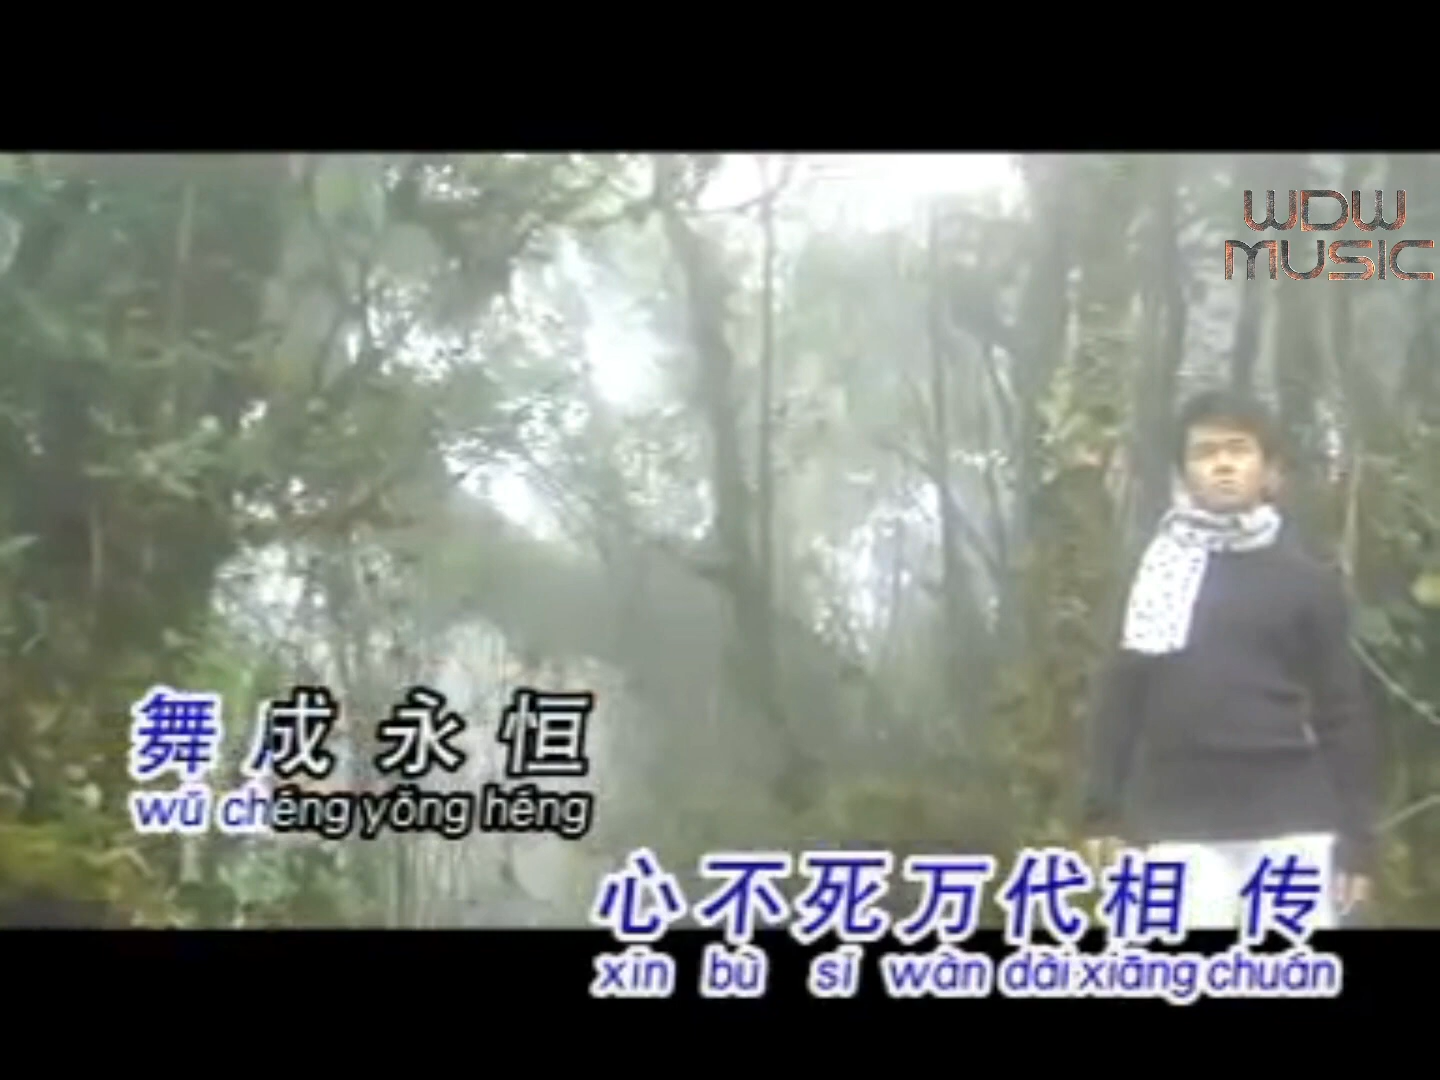 WDW
MUSIC
舞成永恒
wǔ chéng yǒng héng
心不死万代相传
xīn bù sǐ wàn dài xiāng chuán